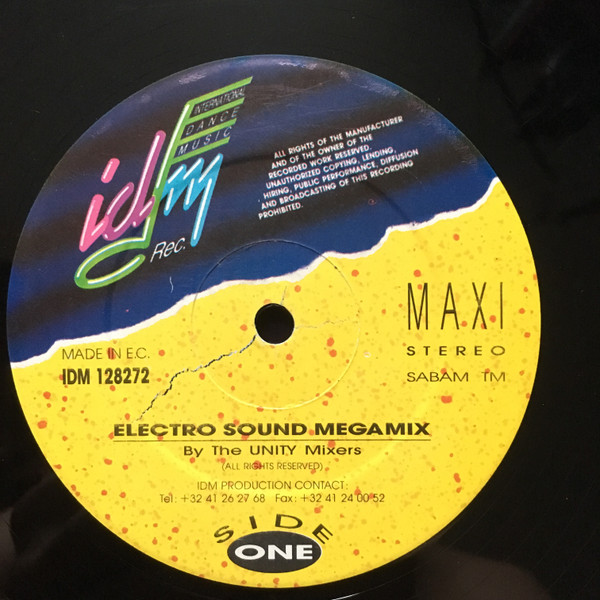 INTERNATIONAL
DANCE
MUSIC
idm
Rec.
ALL RIGHTS OF THE MANUFACTURER
AND OF THE OWNER OF THE
RECORDED WORK RESERVED.
UNAUTHORIZED COPYING, LENDING,
HIRING, PUBLIC PERFORMANCE, DIFFUSION
AND BROADCASTING OF THIS RECORDING
PROHIBITED.
MAXI
STEREO
SABAM TM
MADE IN E.C.
IDM 128272
ELECTRO SOUND MEGAMIX
By The UNITY Mixers
(ALL RIGHTS RESERVED)
IDM PRODUCTION CONTACT:
Tel: +32 41 26 27 68 Fax: +32 41 24 00 52
SIDE
ONE